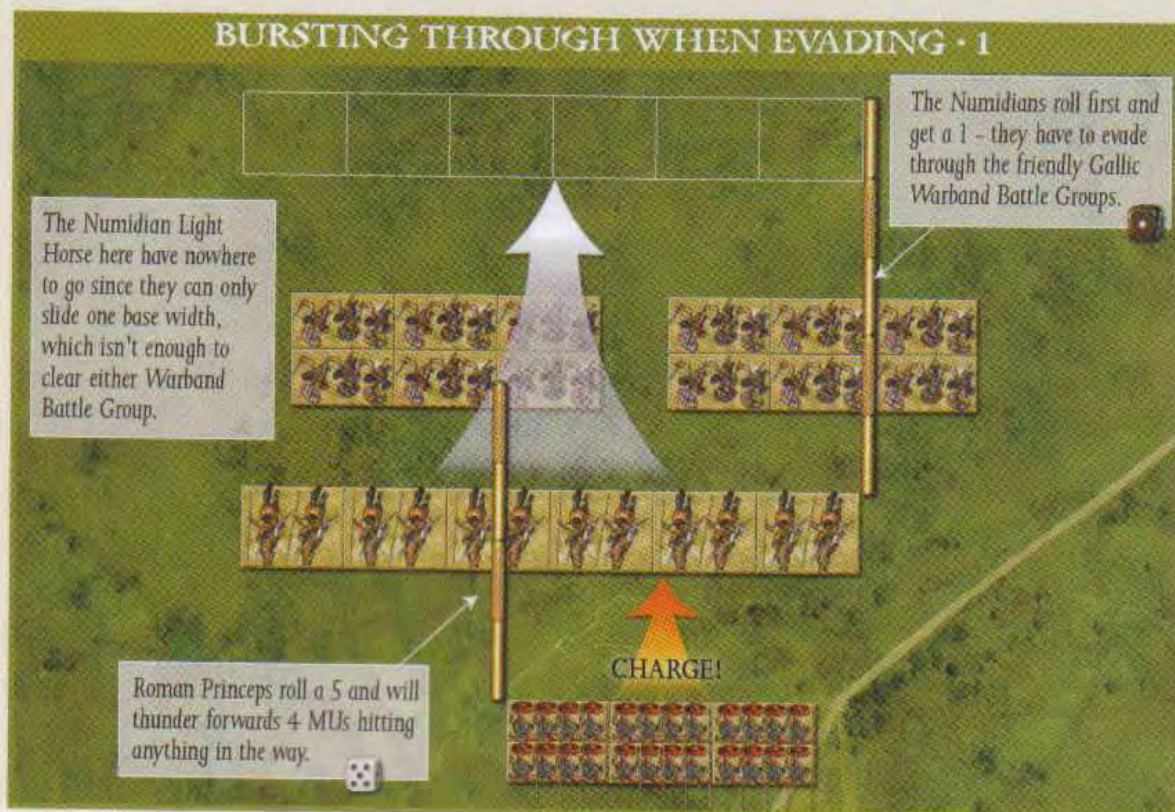 BURSTING THROUGH WHEN EVADING · 1
The Numidians roll first and
get a 1 - they have to evade
through the friendly Gallic
Warband Battle Groups.
The Numidian Light
Horse here have nowhere
to go since they can only
slide one base width,
which isn't enough to
clear either Warband
Battle Group.
CHARGE!
Roman Princeps roll a 5 and will
thunder forwards 4 MUs hitting
anything in the way.